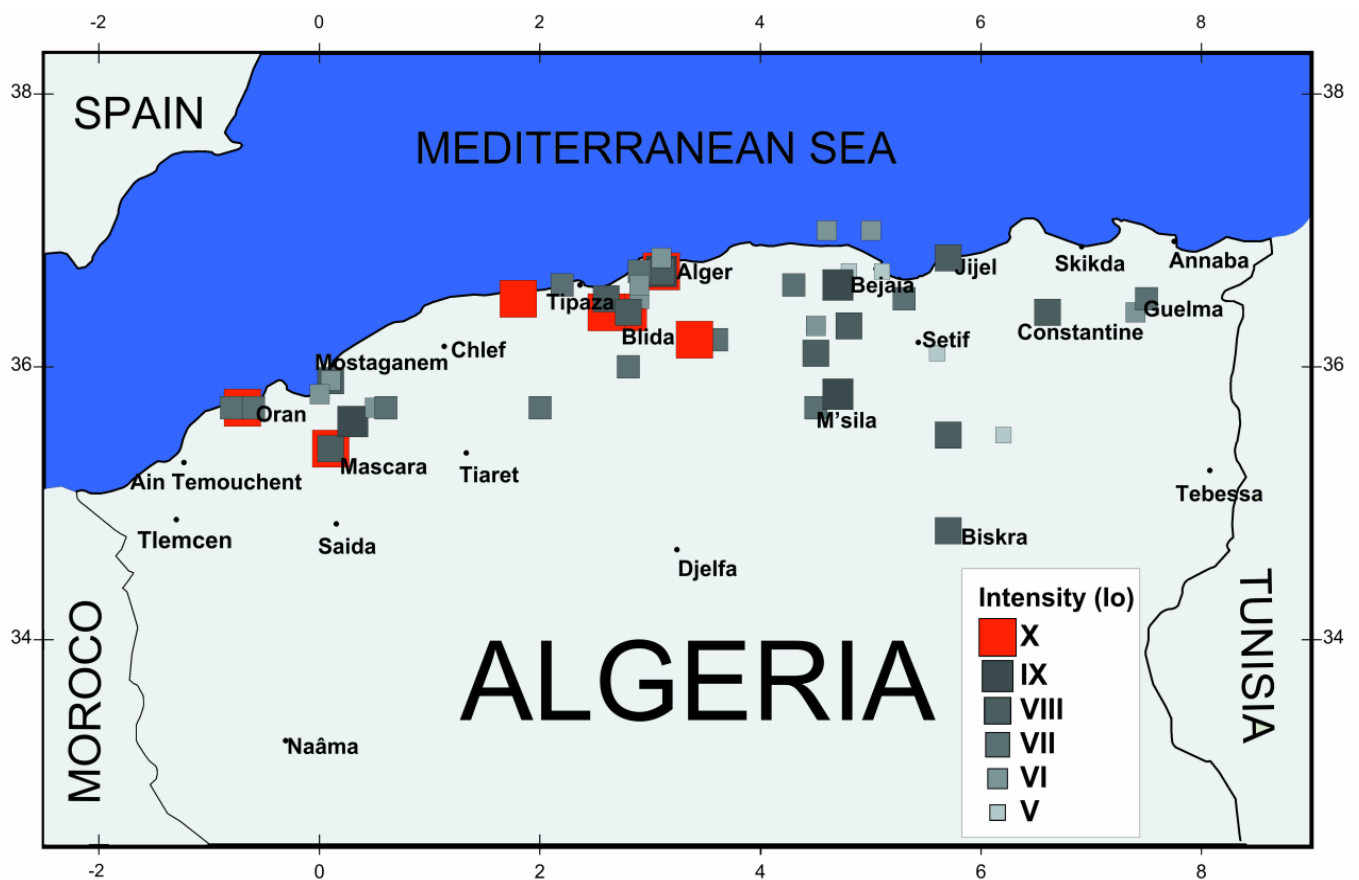 -2 0 2 4 6 8
38 38
SPAIN
MEDITERRANEAN SEA
Alger
Jijel
Skikda
Annaba
Bejaia
Tipaza
Guelma
Constantine
Blida
Setif
Chlef
36 36
Mostaganem
Oran
M'sila
Mascara
Tiaret
Ain Temouchent
Tebessa
Tlemcen
Saida
Biskra
Djelfa
Intensity (Io)
X
IX
VIII
VII
VI
V
34 34
ALGERIA
MOROCO
TUNISIA
Naâma
-2 0 2 4 6 8